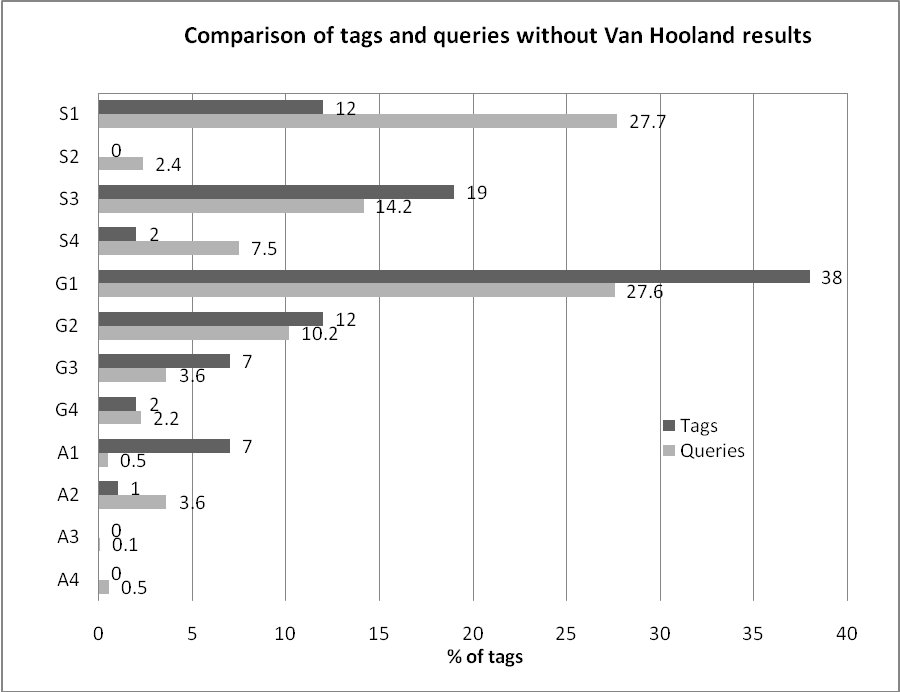 Comparison of tags and queries without Van Hooland results
S1
12
27.7
S2
0
2.4
S3
19
14.2
S4
2
7.5
G1
38
27.6
G2
12
10.2
G3
7
3.6
G4
2
2.2
A1
7
0.5
A2
1
3.6
A3
0
0.1
A4
0
0.5
Tags
Queries
0 5 10 15 20 25 30 35 40
% of tags